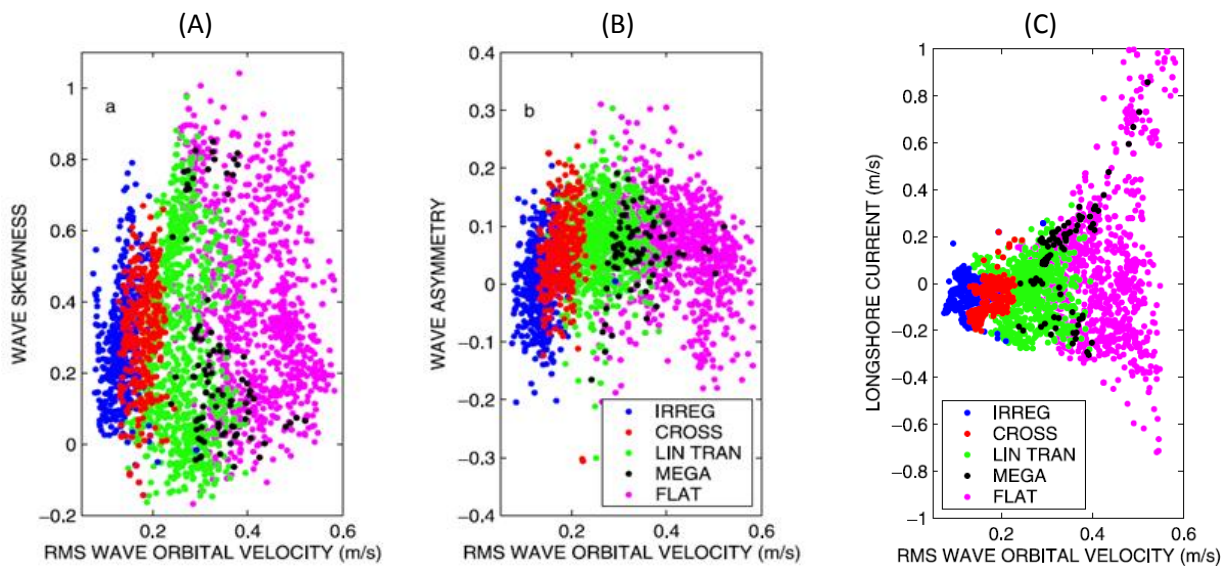 (A)
(B)
(C)
WAVE SKEWNESS
a
1
0.8
0.6
0.4
0.2
0
−0.2
0.2
0.4
0.6
RMS WAVE ORBITAL VELOCITY (m/s)
WAVE ASYMMETRY
b
0.4
0.3
0.2
0.1
0
−0.1
−0.2
−0.3
−0.4
IRREG
CROSS
LIN TRAN
MEGA
FLAT
0.2
0.4
0.6
RMS WAVE ORBITAL VELOCITY (m/s)
LONGSHORE CURRENT (m/s)
1
0.8
0.6
0.4
0.2
0
−0.2
−0.4
−0.6
−0.8
−1
IRREG
CROSS
LIN TRAN
MEGA
FLAT
0.2
0.4
0.6
RMS WAVE ORBITAL VELOCITY (m/s)